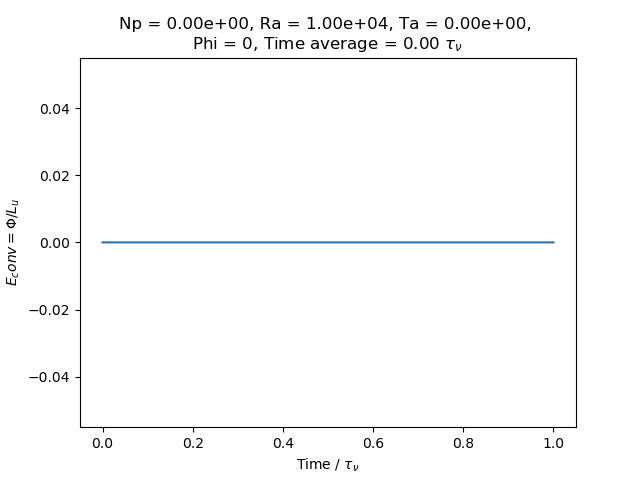 Np = 0.00e+00, Ra = 1.00e+04, Ta = 0.00e+00,
Phi = 0, Time average = 0.00 τν
0.04
0.02
0.00
−0.02
−0.04
E_conv = Φ/L_u
0.0 0.2 0.4 0.6 0.8 1.0
Time / τν